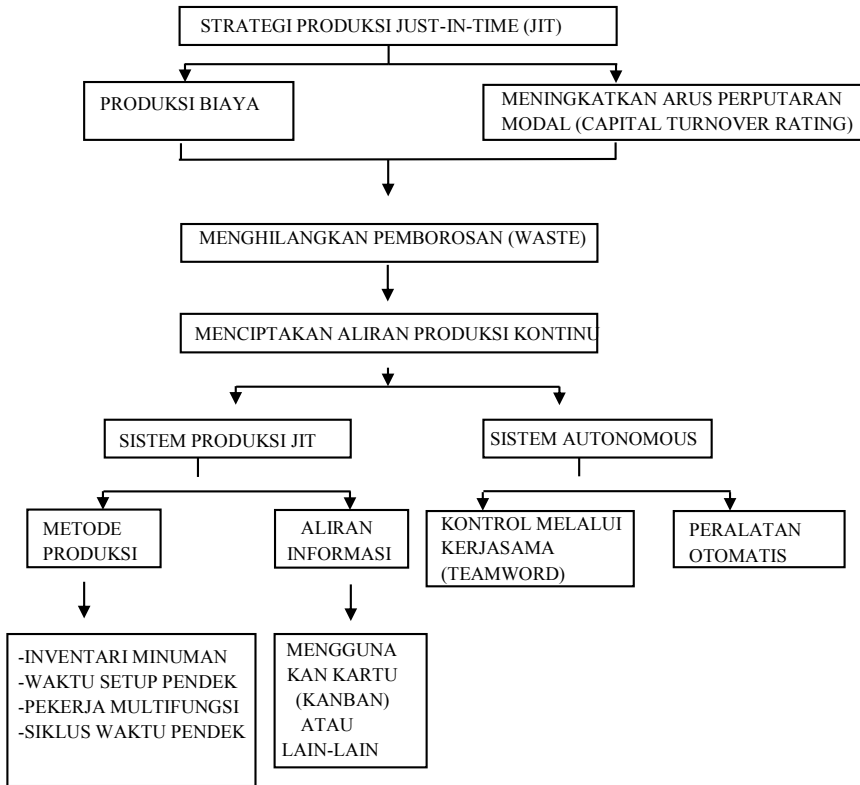 STRATEGI PRODUKSI JUST-IN-TIME (JIT)
PRODUKSI BIAYA
MENINGKATKAN ARUS PERPUTARAN
MODAL (CAPITAL TURNOVER RATING)
MENGHILANGKAN PEMBOROSAN (WASTE)
MENCIPTAKAN ALIRAN PRODUKSI KONTINU
SISTEM PRODUKSI JIT
SISTEM AUTONOMOUS
METODE
PRODUKSI
ALIRAN
INFORMASI
KONTROL MELALUI
KERJASAMA
(TEAMWORD)
PERALATAN
OTOMATIS
-INVENTARI MINUMAN
-WAKTU SETUP PENDEK
-PEKERJA MULTIFUNGSI
-SIKLUS WAKTU PENDEK
MENGGUNA
KAN KARTU
(KANBAN)
ATAU
LAIN-LAIN